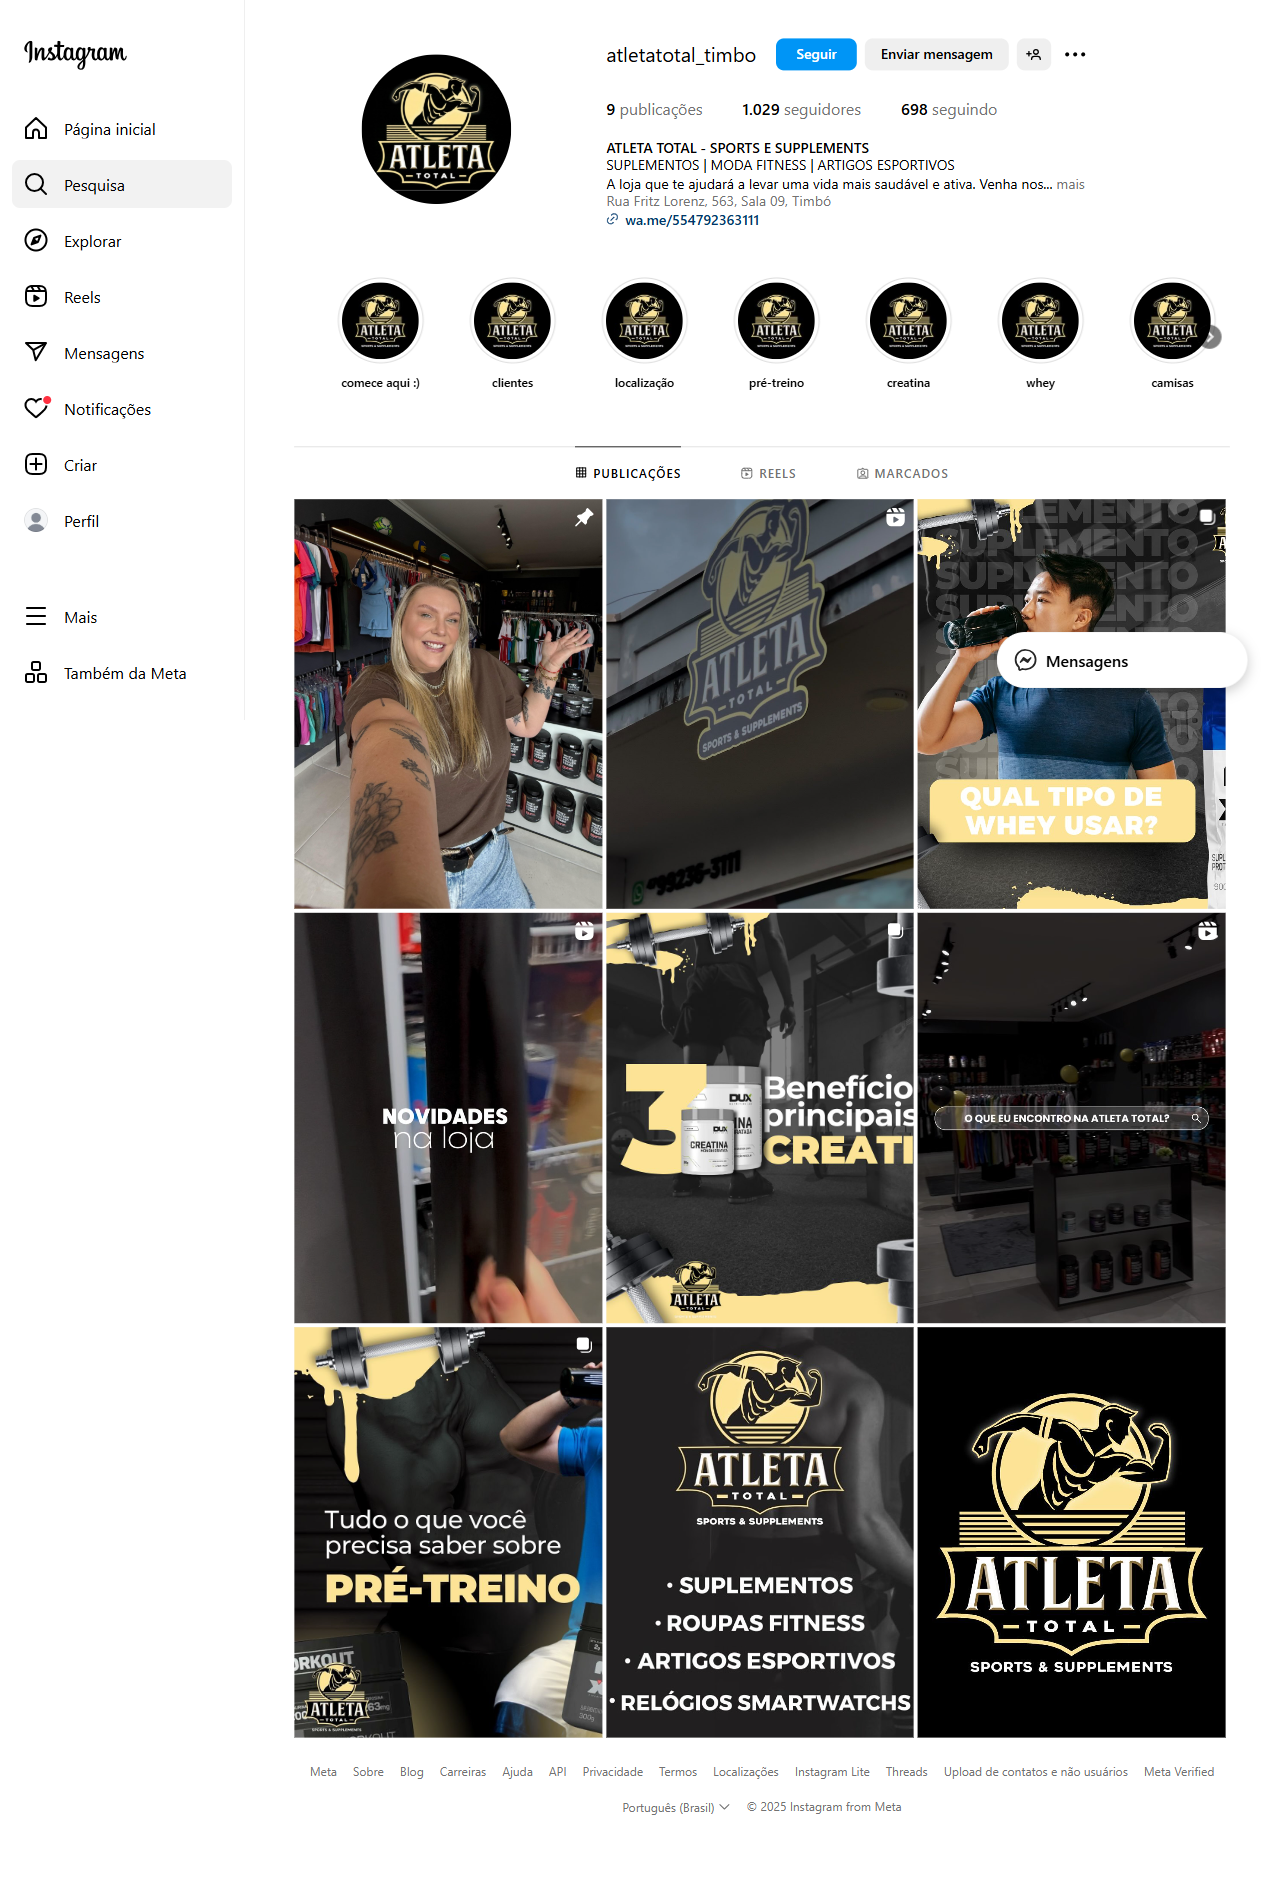 Instagram
Página inicial
Pesquisa
Explorar
Reels
Mensagens
Notificações
Criar
Perfil
Mais
Também da Meta
atletatotal_timbo
Seguir
Enviar mensagem
9 publicações
1.029 seguidores
698 seguindo
ATLETA TOTAL - SPORTS E SUPPLEMENTS
SUPLEMENTOS | MODA FITNESS | ARTIGOS ESPORTIVOS
A loja que te ajudará a levar uma vida mais saudável e ativa. Venha nos... mais
Rua Fritz Lorenz, 563, Sala 09, Timbó
wa.me/554792363111
ATLETA
TOTAL
comece aqui :)
clientes
localização
pré-treino
creatina
whey
camisas
PUBLICAÇÕES
REELS
MARCADOS
ATLETA
TOTAL
SPORTS & SUPPLEMENTS
99236-3111
SUPLEMENTO
SUPLEMENTO
QUAL TIPO DE
WHEY USAR?
Mensagens
NOVIDADES
na loja
3
Benefício
principais
CREATI
DUX
CREATINA
ATLETA
TOTAL
O QUE EU ENCONTRO NA ATLETA TOTAL?
Tudo o que você
precisa saber sobre
PRÉ-TREINO
ORKOUT
ATLETA
TOTAL
SPORTS & SUPPLEMENTS
ATLETA
TOTAL
SPORTS & SUPPLEMENTS
• SUPLEMENTOS
• ROUPAS FITNESS
• ARTIGOS ESPORTIVOS
• RELÓGIOS SMARTWATCHS
ATLETA
TOTAL
SPORTS & SUPPLEMENTS
Meta
Sobre
Blog
Carreiras
Ajuda
API
Privacidade
Termos
Localizações
Instagram Lite
Threads
Upload de contatos e não usuários
Meta Verified
Português (Brasil)
© 2025 Instagram from Meta